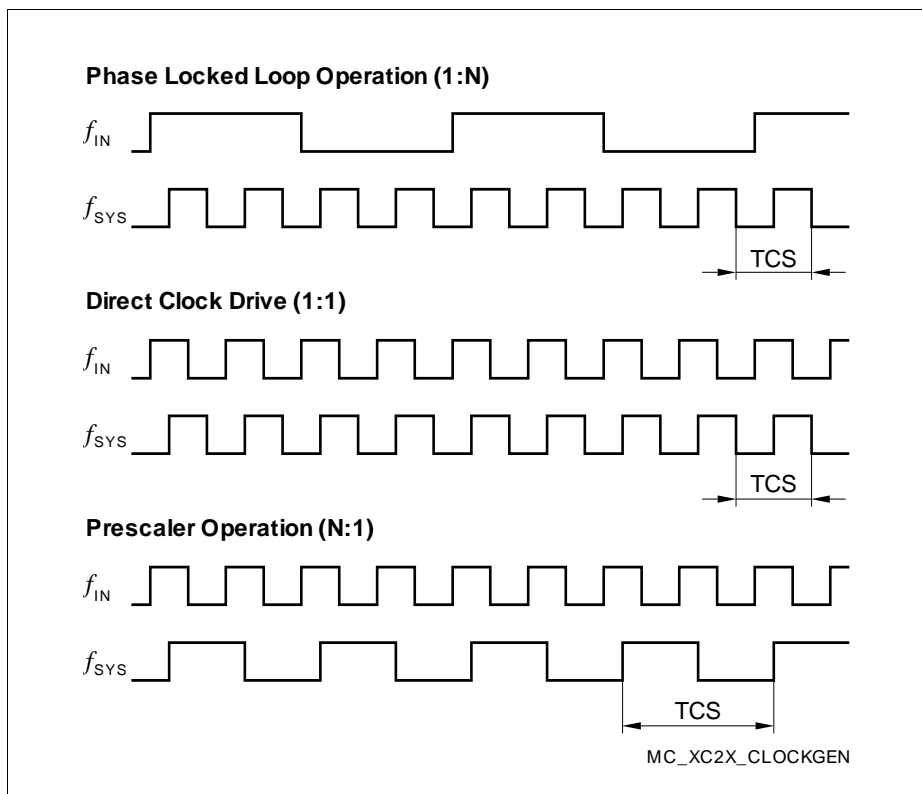 Phase Locked Loop Operation (1:N)
fIN
fSYS
TCS
Direct Clock Drive (1:1)
fIN
fSYS
TCS
Prescaler Operation (N:1)
fIN
fSYS
TCS
MC_XC2X_CLOCKGEN